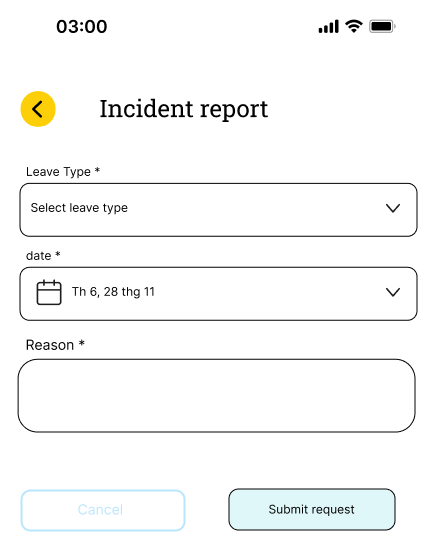 03:00
Incident report
Leave Type *
Select leave type
date *
Th 6, 28 thg 11
Reason *
Cancel
Submit request